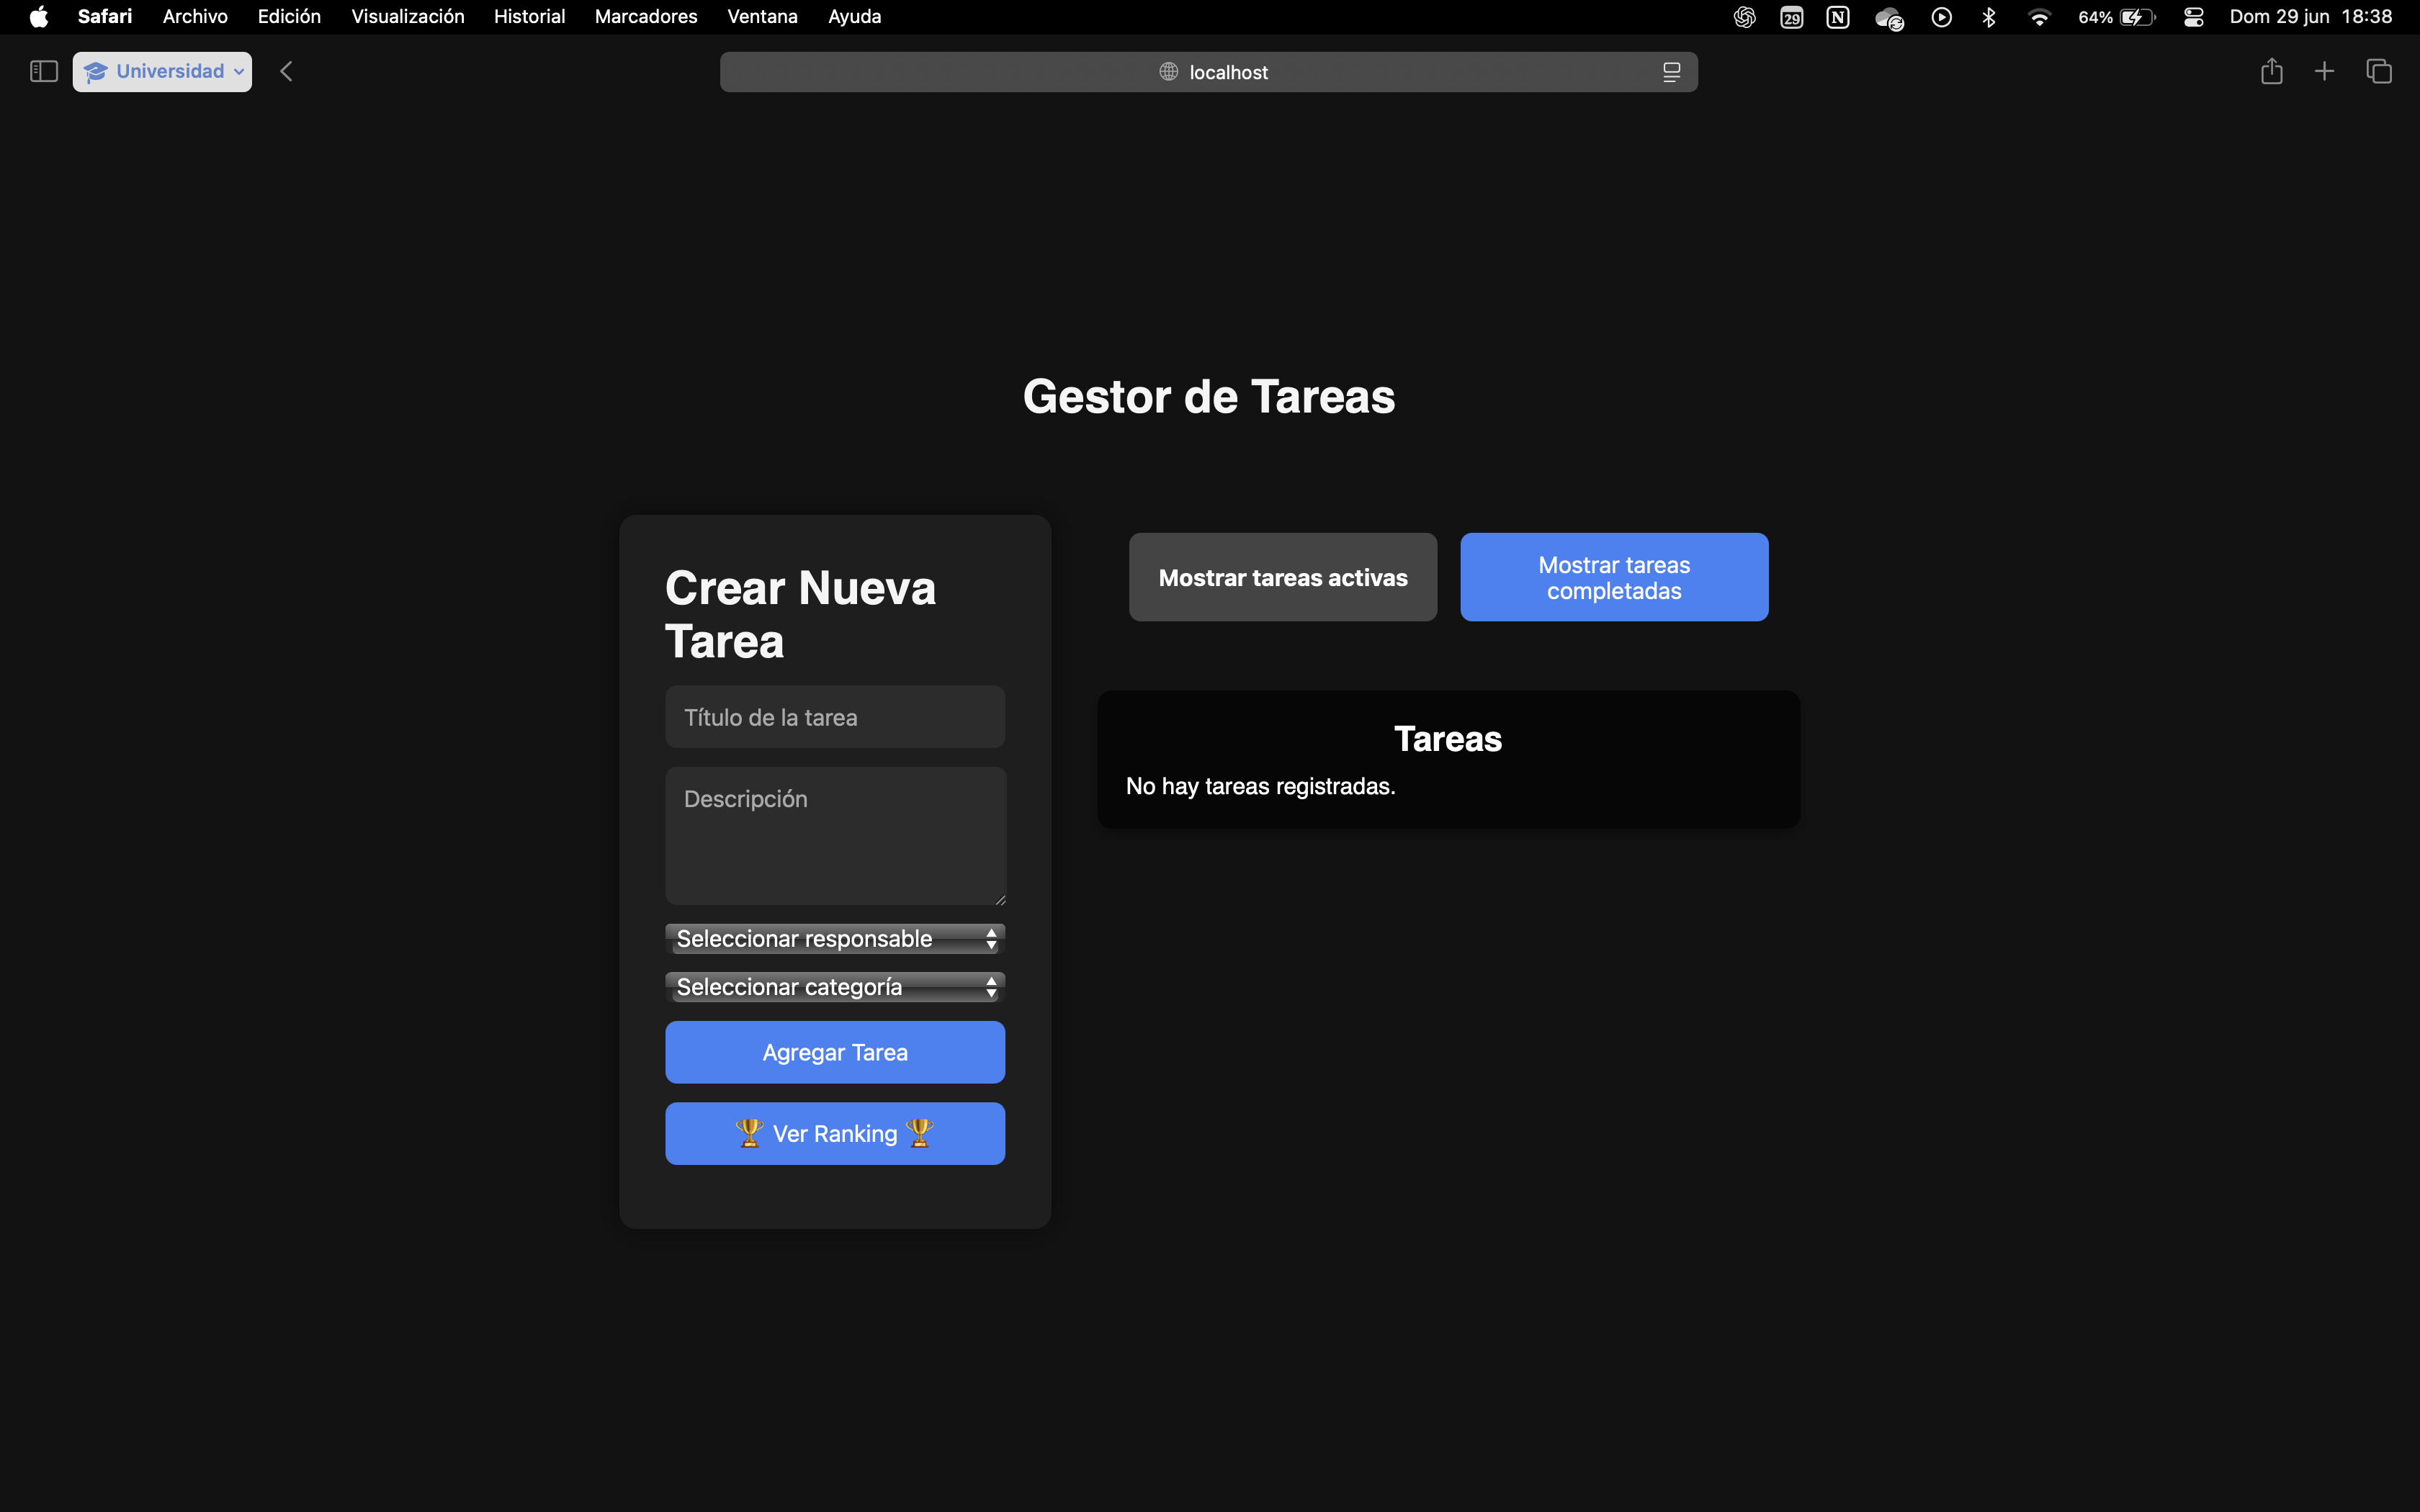 Safari Archivo Edición Visualización Historial Marcadores Ventana Ayuda 29 N 64% Dom 29 jun 18:38
Universidad
localhost
Gestor de Tareas
Crear Nueva
Tarea
Título de la tarea
Descripción
Seleccionar responsable
Seleccionar categoría
Agregar Tarea
🏆 Ver Ranking 🏆
Mostrar tareas activas
Mostrar tareas
completadas
Tareas
No hay tareas registradas.